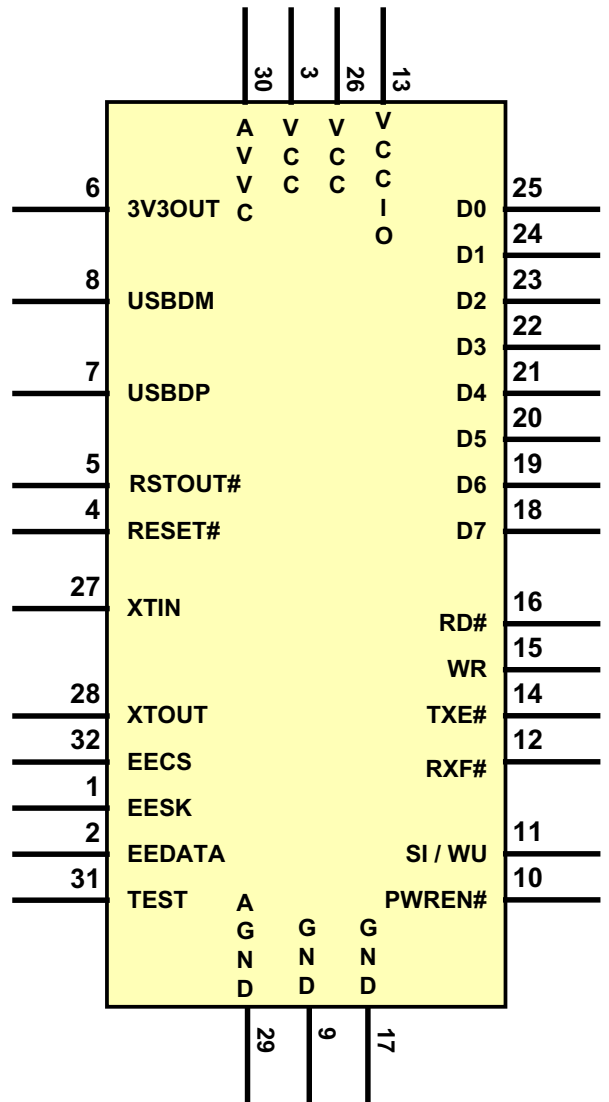 30 3 26 13
AVVC VCC VCC VCCIO
6 3V3OUT D0 25
D1 24
8 USBDM D2 23
D3 22
7 USBDP D4 21
D5 20
5 RSTOUT# D6 19
4 RESET# D7 18
27 XTIN RD# 16
WR 15
28 XTOUT TXE# 14
32 EECS RXF# 12
1 EESK
2 EEDATA SI / WU 11
31 TEST PWREN# 10
AGND GND GND
29 9 17